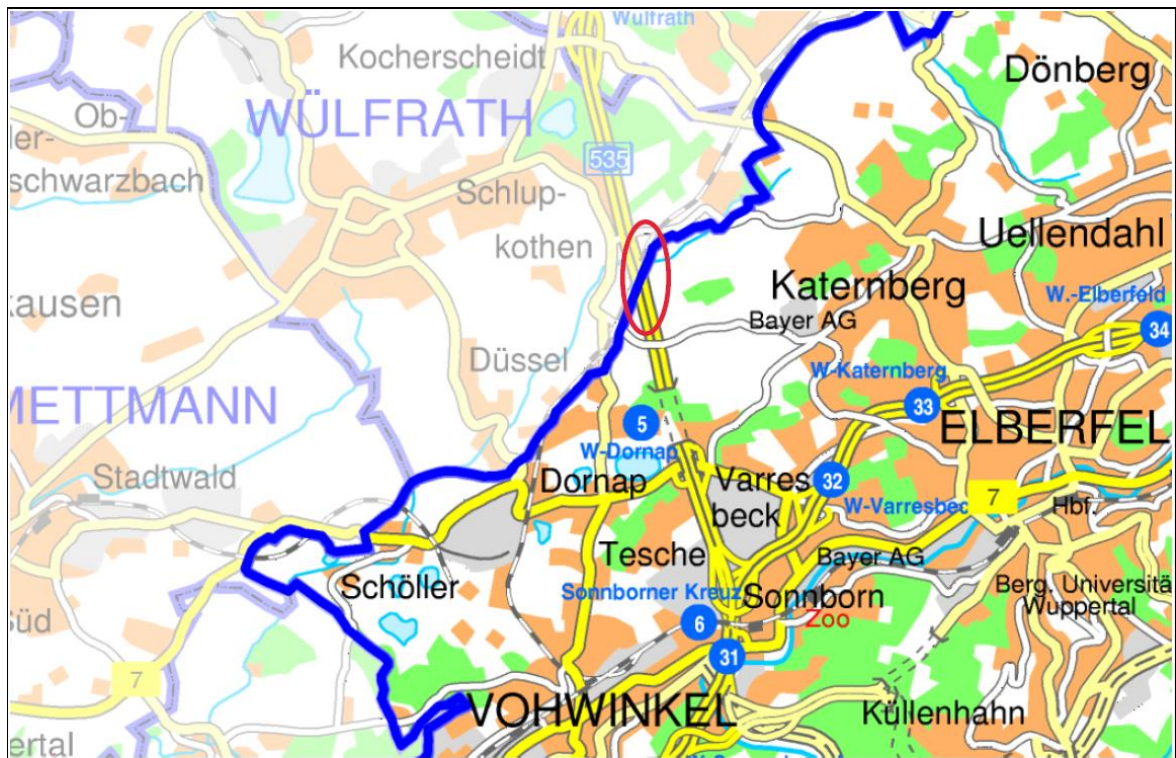 Wülfrath
Kocherscheidt
Dönberg
WÜLFRATH
Ob-
ler-
535
schwarzbach
Schlup-
kothen
Uellendahl
Katernberg
kausen
W.-Elberfeld
Bayer AG
34
Düssel
W-Katernberg
METTMANN
33
5
ELBERFEL
W-Dornap
Stadtwald
Dornap
Varres
beck
32
W-Varresbec
7
Hbf.
Tesche
Bayer AG
Schöller
Sonnborner Kreuz
Sonnborn
Berg. Universitä
Wuppertal
Süd
6
Zoo
31
7
VOHWINKEL
Küllenhahn
ertal